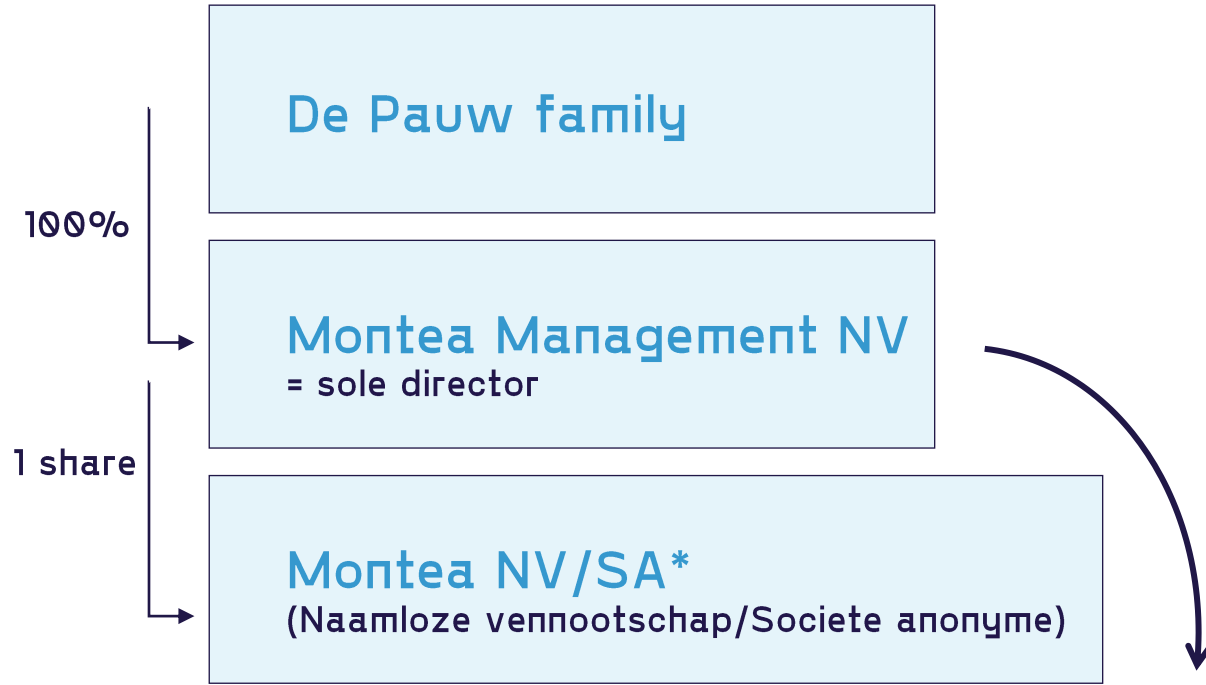 De Pauw family
100%
Montea Management NV
= sole director
1 share
Montea NV/SA*
(Naamloze vennootschap/Societe anonyme)